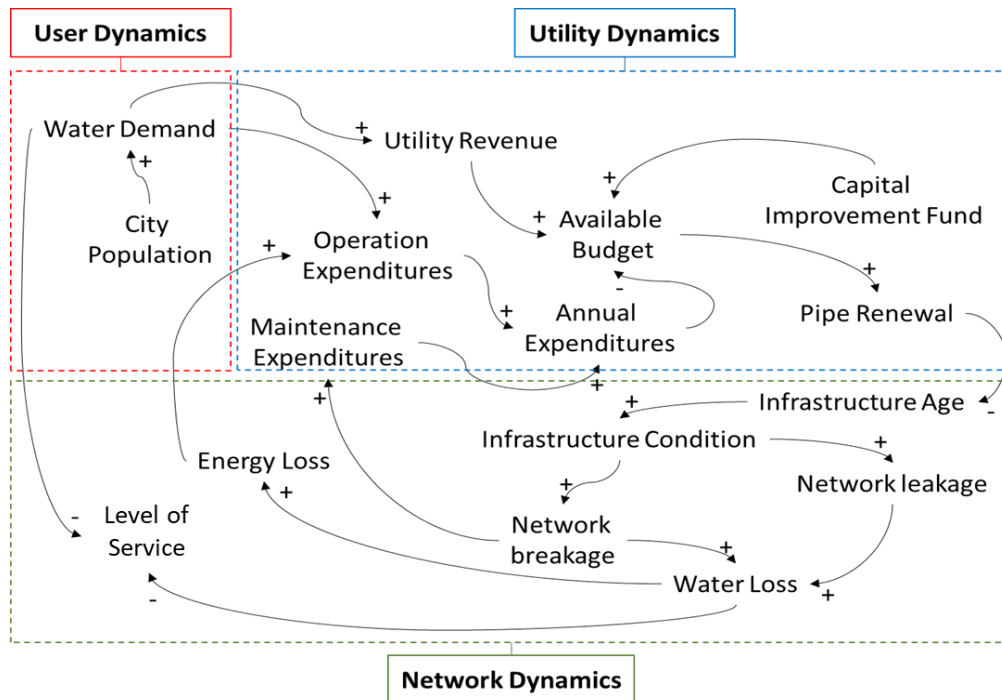 User Dynamics
Utility Dynamics
Water Demand
+
Utility Revenue
+
+
City
Population
+
Operation
Expenditures
+
+
Available
Budget
+
Capital
Improvement Fund
+
Pipe Renewal
-
Annual
Expenditures
+
Maintenance
Expenditures
+
+
+
Infrastructure Age
-
Infrastructure Condition
+
Network leakage
Energy Loss
+
+
Network
breakage
-
Level of
Service
+
Water Loss
+
-
Network Dynamics